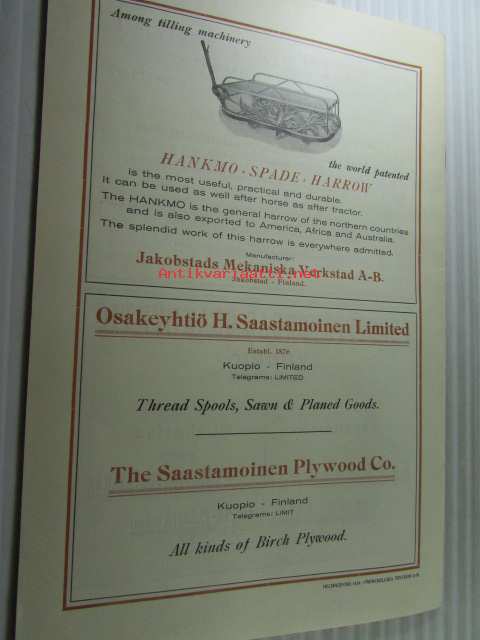 Among tilling machinery
the world patented
HANKMO - SPADE - HARROW
is the most useful, practical and durable.
It can be used as well after horse as after tractor.
The HANKMO is the general harrow of the northern countries
and is also exported to America, Africa and Australia.
The splendid work of this harrow is everywhere admitted.
Manufacturer:
Jakobstads Mekaniska Verkstad A-B.
Antikvariaatti.net
Jakobstad - Finland.
Osakeyhtiö H. Saastamoinen Limited
Establ. 1876
Kuopio - Finland
Telegrams: LIMITED
Thread Spools, Sawn & Planed Goods.
The Saastamoinen Plywood Co.
Kuopio - Finland
Telegrams: LIMIT
All kinds of Birch Plywood.